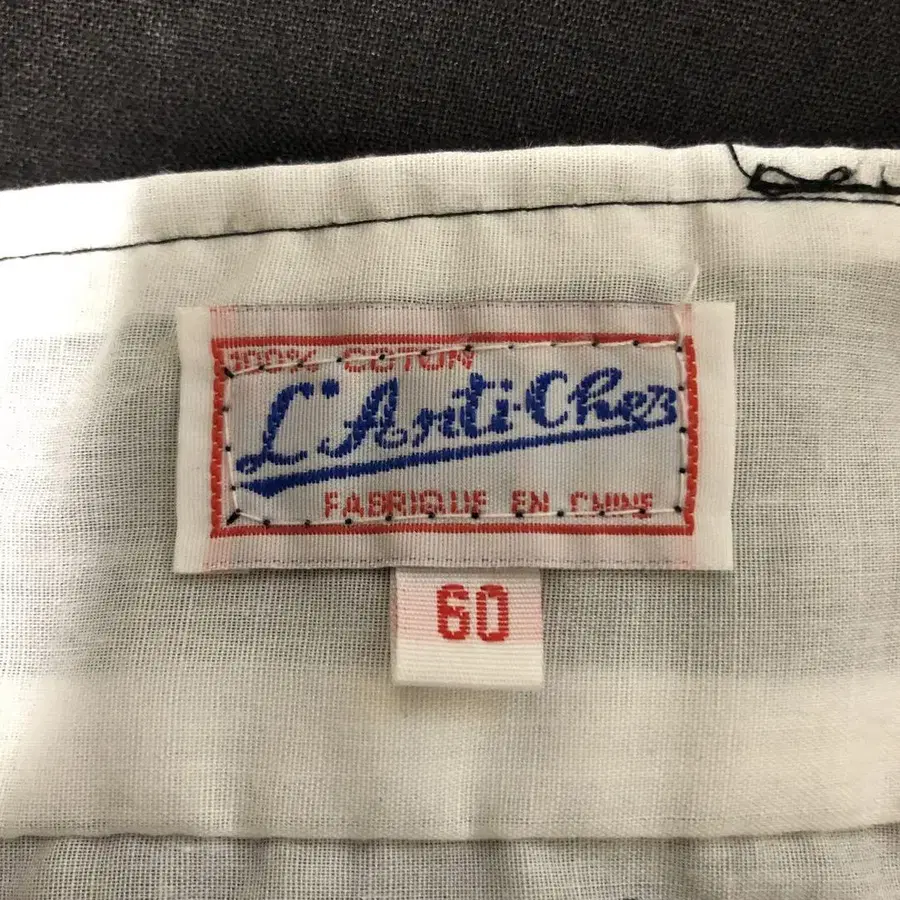 100% COTON
L'Anti-Chez
FABRIQUE EN CHINE
60